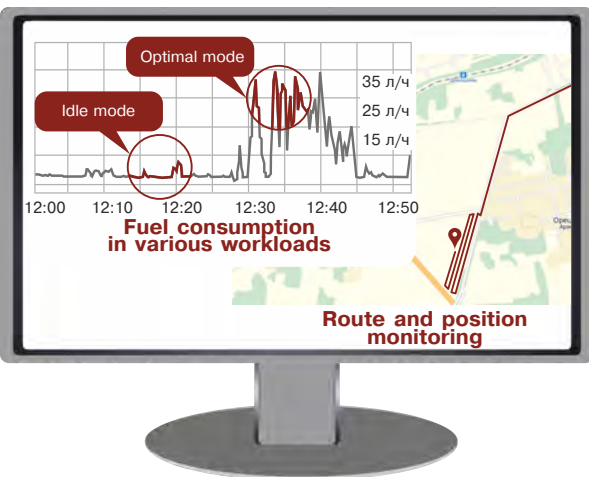 Optimal mode
Idle mode
35 л/ч
25 л/ч
15 л/ч
12:00 12:10 12:20 12:30 12:40 12:50
Fuel consumption
in various workloads
Route and position
monitoring